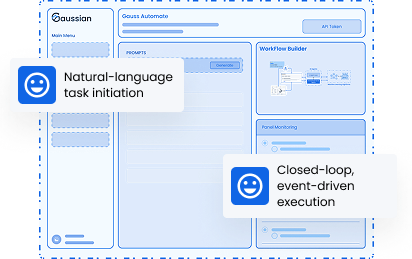 Gaussian
Gauss Automate
API Token
Main Menu
PROMPTS
Generate
WorkFlow Builder
Natural-language
task initiation
Panel Monitoring
Closed-loop,
event-driven
execution